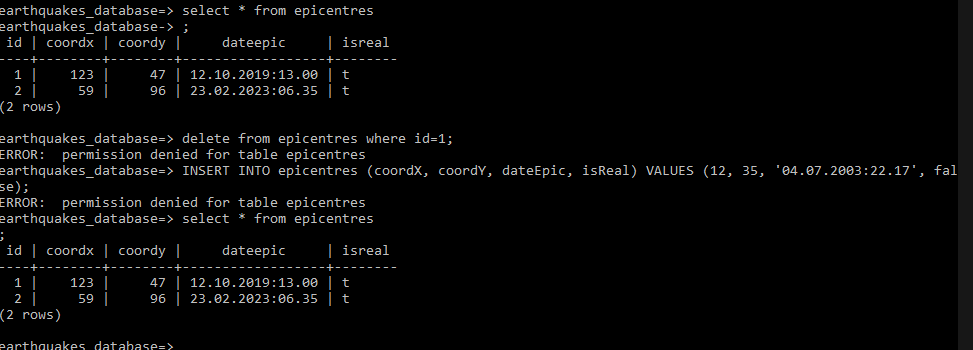 earthquakes_database=> select * from epicentres
earthquakes_database-> ;
 id | coordx | coordy |     dateepic     | isreal
----+--------+--------+------------------+--------
  1 |    123 |     47 | 12.10.2019:13.00 | t
  2 |     59 |     96 | 23.02.2023:06.35 | t
(2 rows)
earthquakes_database=> delete from epicentres where id=1;
ERROR:  permission denied for table epicentres
earthquakes_database=> INSERT INTO epicentres (coordX, coordY, dateEpic, isReal) VALUES (12, 35, '04.07.2003:22.17', fal
se);
ERROR:  permission denied for table epicentres
earthquakes_database=> select * from epicentres
;
 id | coordx | coordy |     dateepic     | isreal
----+--------+--------+------------------+--------
  1 |    123 |     47 | 12.10.2019:13.00 | t
  2 |     59 |     96 | 23.02.2023:06.35 | t
(2 rows)
earthquakes_database=>